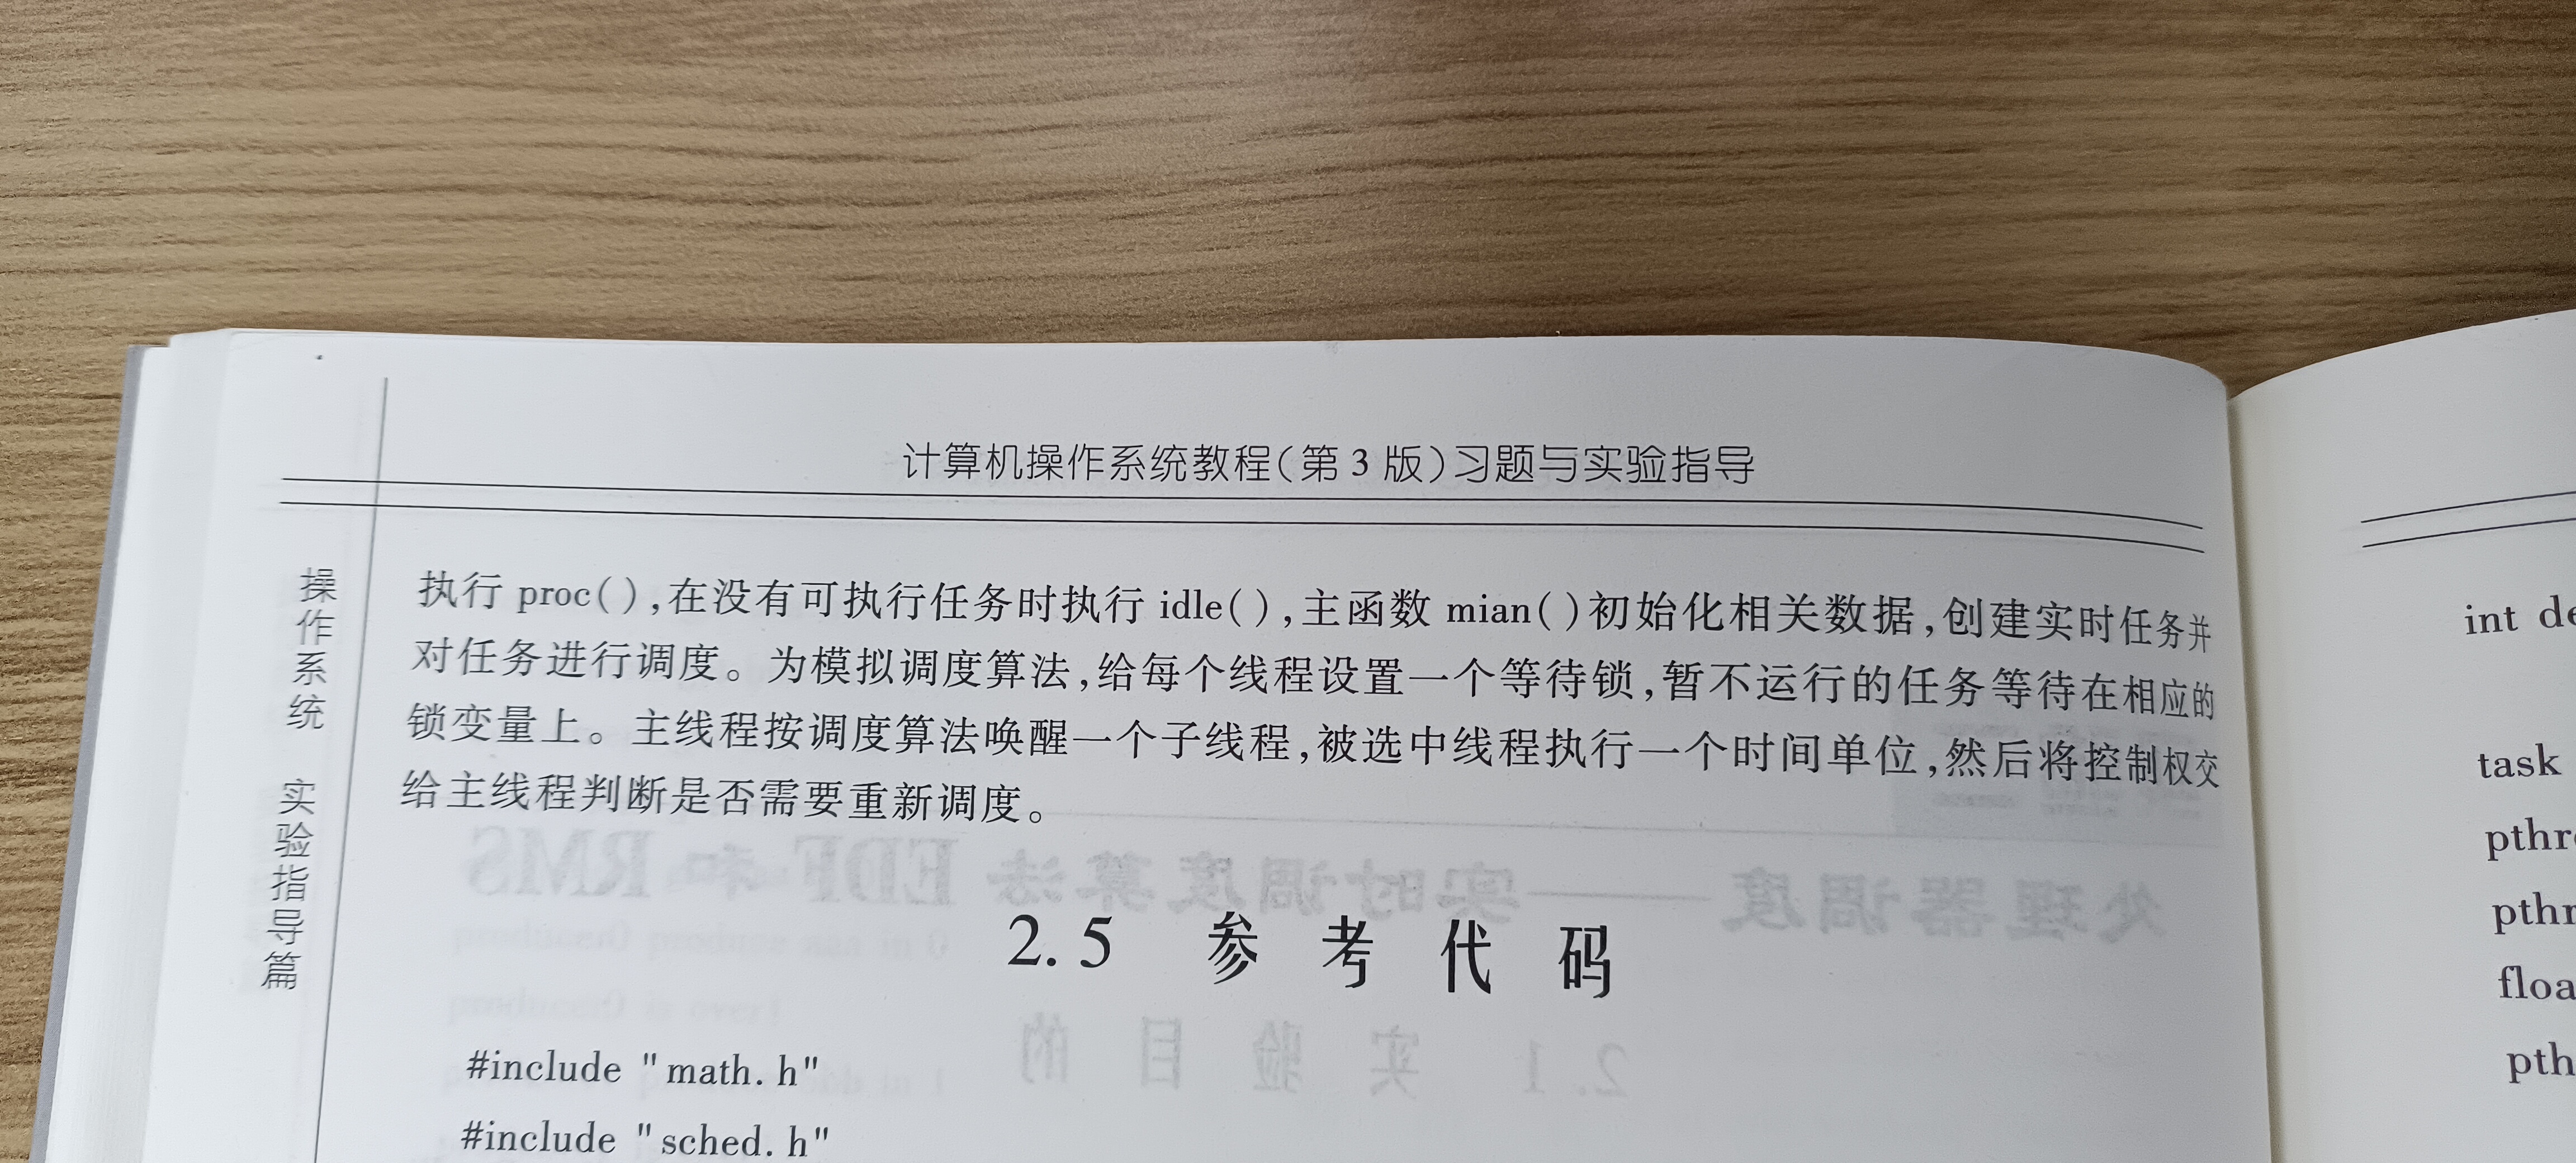 计算机操作系统教程(第 3 版)习题与实验指导
操作系统 实验指导篇
执行 proc( ),在没有可执行任务时执行 idle( ),主函数 mian( )初始化相关数据,创建实时任务并
对任务进行调度。为模拟调度算法,给每个线程设置一个等待锁,暂不运行的任务等待在相应的
锁变量上。主线程按调度算法唤醒一个子线程,被选中线程执行一个时间单位,然后将控制权交
给主线程判断是否需要重新调度。
2.5 参考代码
#include "math. h"
#include "sched. h"
int
task